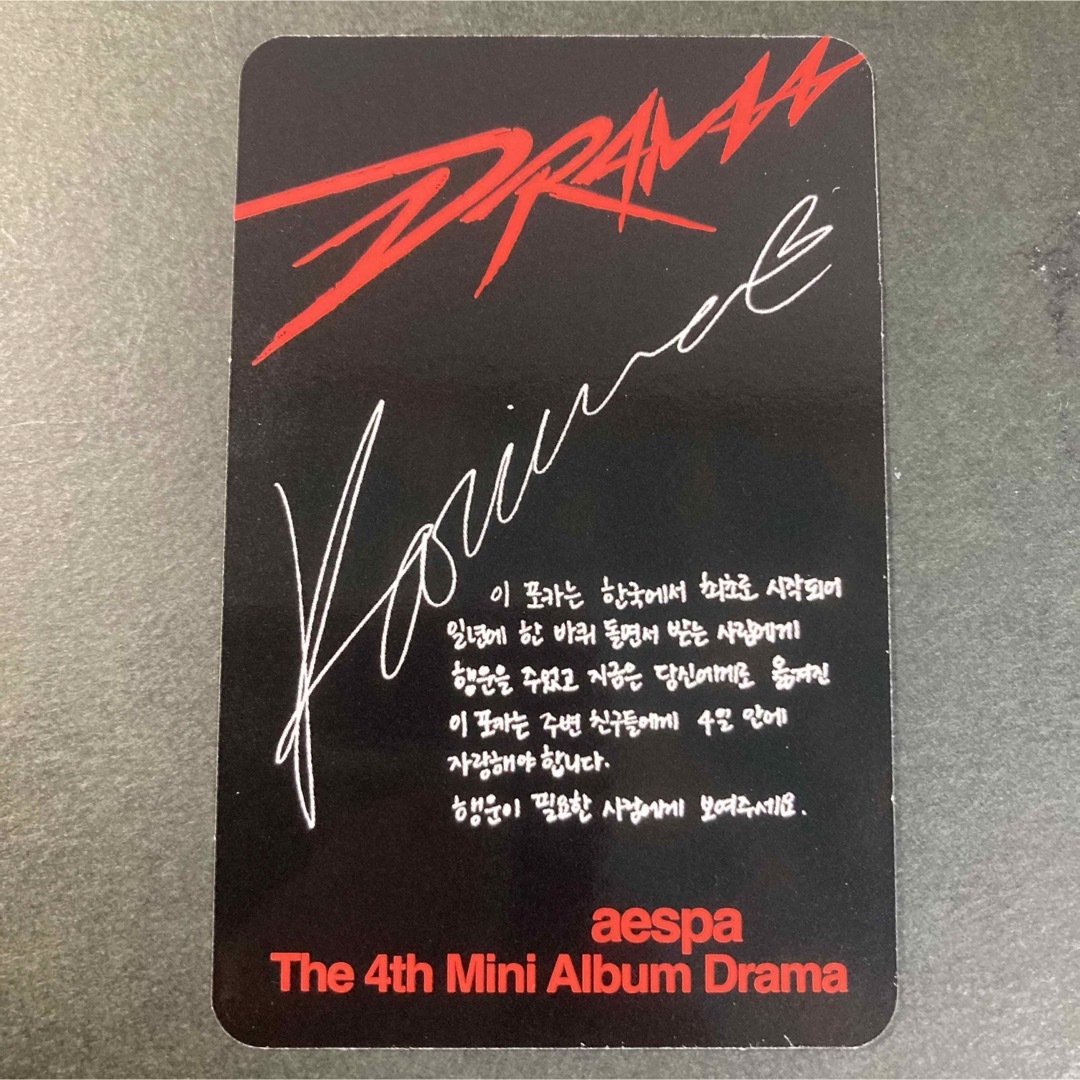 DRAMA
Karina
이 포카는 한국에서 최초로 시작되어
일년에 한 바퀴 돌면서 받는 사람에게
행운을 주었고 지금은 당신에게로 옮겨진
이 포카는 주변 친구들에게 4일 안에
자랑해야 합니다.
행운이 필요한 사람에게 보여주세요.
aespa
The 4th Mini Album Drama